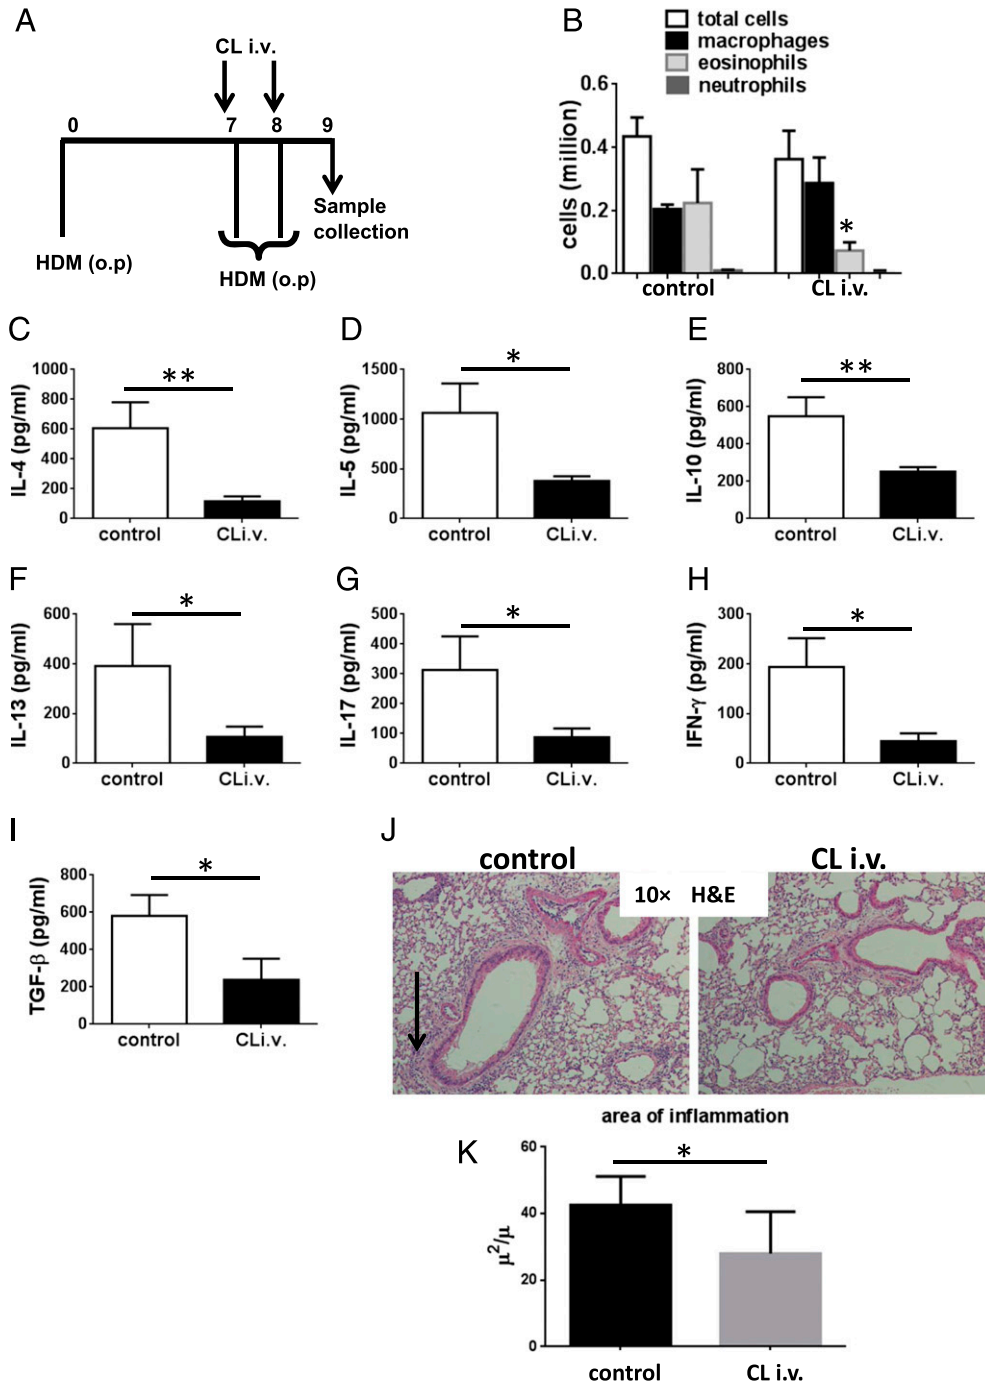 A
CL i.v.
0 7 8 9
Sample
collection
HDM (o.p)
HDM (o.p)
B
total cells
macrophages
eosinophils
neutrophils
cells (million)
0.6
0.4
0.2
0.0
*
control CL i.v.
C
IL-4 (pg/ml)
1000
800
600
400
200
0
**
control CLi.v.
D
IL-5 (pg/ml)
1500
1000
500
0
*
control CLi.v.
E
IL-10 (pg/ml)
800
600
400
200
0
**
control CLi.v.
F
IL-13 (pg/ml)
600
400
200
0
*
control CLi.v.
G
IL-17 (pg/ml)
500
400
300
200
100
0
*
control CLi.v.
H
IFN-γ (pg/ml)
300
200
100
0
*
control CLi.v.
I
TGF-β (pg/ml)
800
600
400
200
0
*
control CLi.v.
J
control CL i.v.
10× H&E
K
area of inflammation
μ²/μ
60
40
20
0
*
control CL i.v.